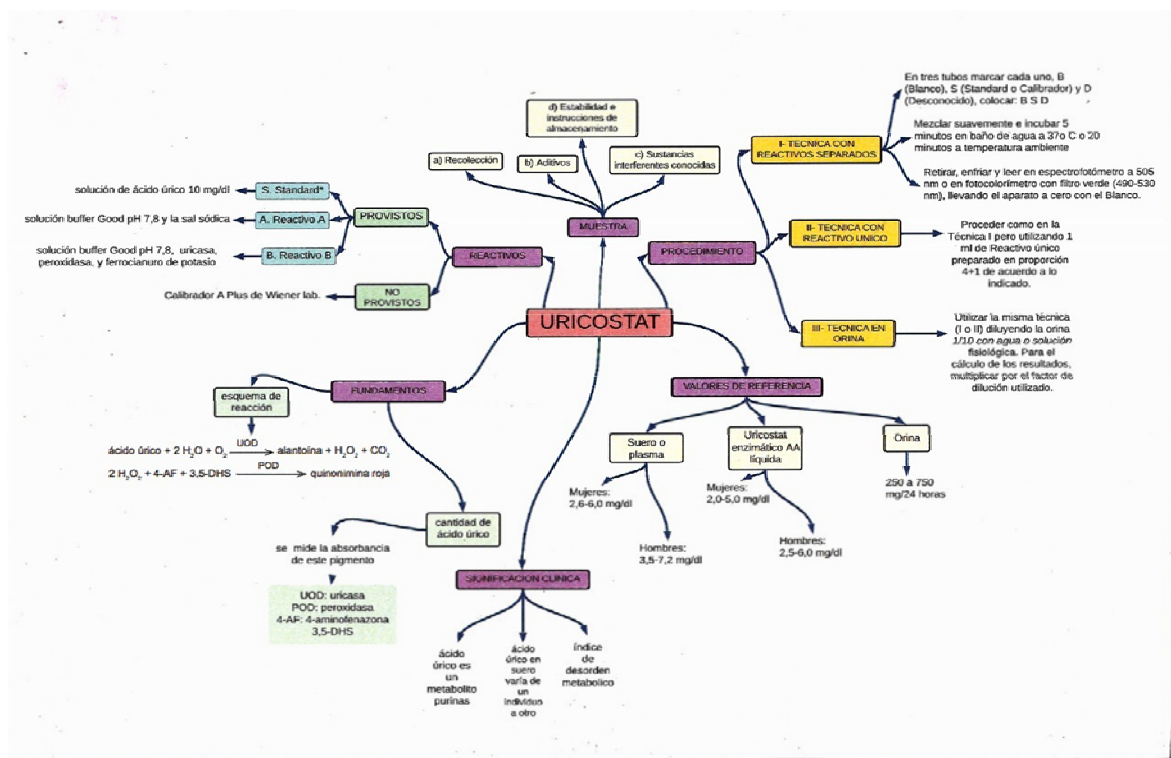 URICOSTAT
MUESTRA
a) Recolección
b) Aditivos
c) Sustancias
interferentes conocidas
d) Estabilidad e
instrucciones de
almacenamiento
REACTIVOS
PROVISTOS
S. Standard*
solución de ácido úrico 10 mg/dl
A. Reactivo A
solución buffer Good pH 7,8 y la sal sódica
B. Reactivo B
solución buffer Good pH 7,8, uricasa,
peroxidasa, y ferrocianuro de potasio
NO
PROVISTOS
Calibrador A Plus de Wiener lab.
PROCEDIMIENTO
I- TECNICA CON
REACTIVOS SEPARADOS
En tres tubos marcar cada uno, B
(Blanco), S (Standard o Calibrador) y D
(Desconocido), colocar: B S D
Mezclar suavemente e incubar 5
minutos en baño de agua a 37o C o 20
minutos a temperatura ambiente
Retirar, enfriar y leer en espectrofotómetro a 505
nm o en fotocolorímetro con filtro verde (490-530
nm), llevando el aparato a cero con el Blanco.
II- TECNICA CON
REACTIVO UNICO
Proceder como en la
Técnica I pero utilizando 1
ml de Reactivo único
preparado en proporción
4+1 de acuerdo a lo
indicado.
III- TECNICA EN
ORINA
Utilizar la misma técnica
(I o II) diluyendo la orina
1/10 con agua o solución
fisiológica. Para el
cálculo de los resultados,
multiplicar por el factor de
dilución utilizado.
FUNDAMENTOS
esquema de
reacción
UOD
ácido úrico + 2 H₂O + O₂ → alantoína + H₂O₂ + CO₂
POD
2 H₂O₂ + 4-AF + 3,5-DHS → quinonimina roja
cantidad de
ácido úrico
se mide la absorbancia
de este pigmento
UOD: uricasa
POD: peroxidasa
4-AF: 4-aminofenazona
3,5-DHS
VALORES DE REFERENCIA
Suero o
plasma
Mujeres:
2,6-6,0 mg/dl
Hombres:
3,5-7,2 mg/dl
Uricostat
enzimático AA
líquida
Mujeres:
2,0-5,0 mg/dl
Hombres:
2,5-6,0 mg/dl
Orina
250 a 750
mg/24 horas
SIGNIFICACION CLINICA
ácido
úrico es
un
metabolito
purinas
ácido
úrico en
suero
varía de
un
individuo
a otro
índice
de
desorden
metabolico